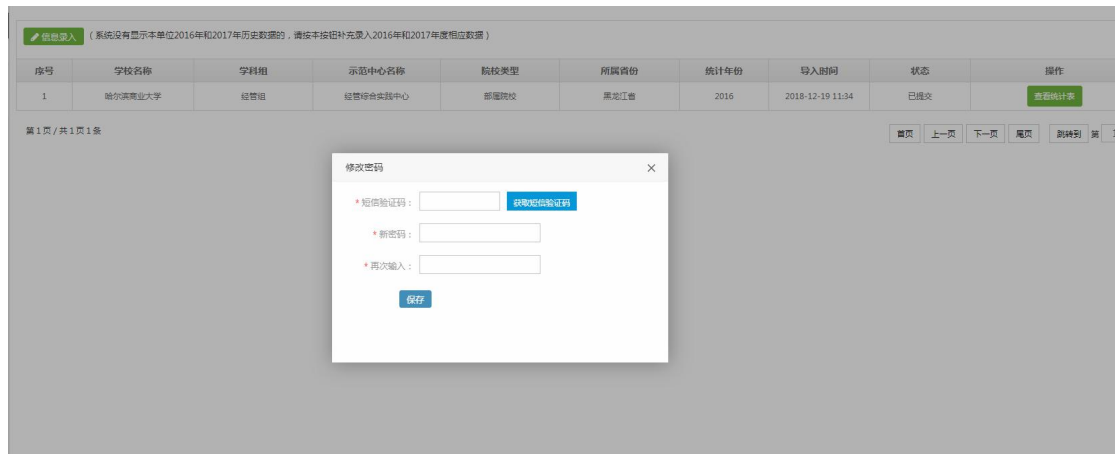 信息录入 (系统没有显示本单位2016年和2017年历史数据的,请按本按钮补充录入2016年和2017年度相应数据)
序号 学校名称 学科组 示范中心名称 院校类型 所属省份 统计年份 导入时间 状态 操作
1 哈尔滨商业大学 经管组 经管综合实践中心 部属院校 黑龙江省 2016 2018-12-19 11:34 已提交 查看统计表
第1页/共1页1条 首页 上一页 下一页 尾页 跳转到 第
修改密码 ×
*短信验证码: 获取短信验证码
*新密码:
*再次输入:
保存